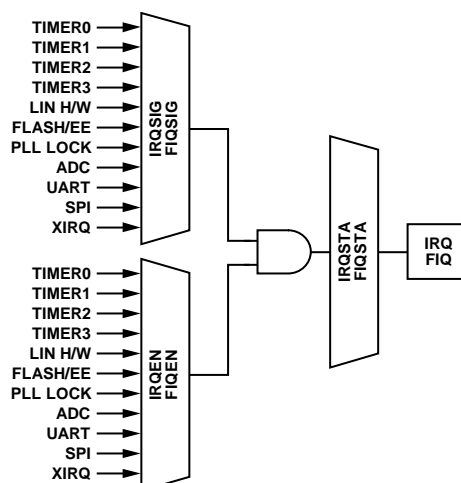 TIMER0
TIMER1
TIMER2
TIMER3
LIN H/W
FLASH/EE
PLL LOCK
ADC
UART
SPI
XIRQ
IRQSIG
FIQSIG
TIMER0
TIMER1
TIMER2
TIMER3
LIN H/W
FLASH/EE
PLL LOCK
ADC
UART
SPI
XIRQ
IRQEN
FIQEN
IRQSTA
FIQSTA
IRQ
FIQ